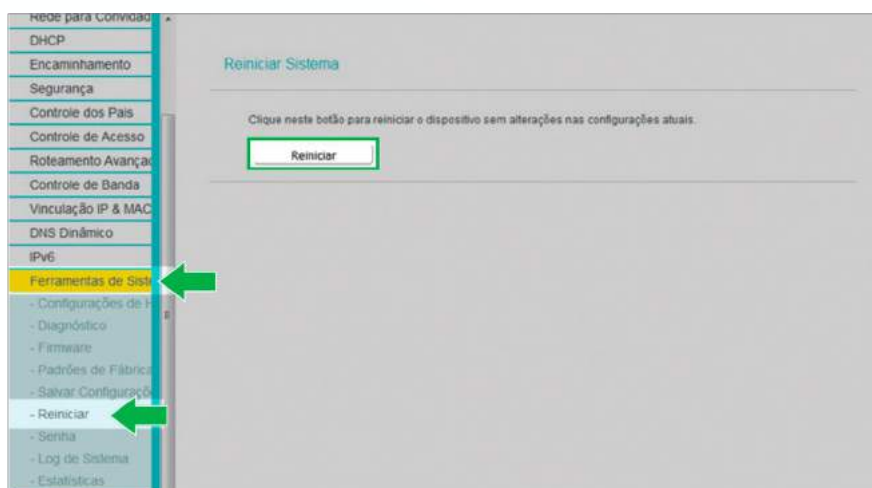 Rede para Convidad
DHCP
Encaminhamento
Segurança
Controle dos Pais
Controle de Acesso
Roteamento Avançad
Controle de Banda
Vinculação IP & MAC
DNS Dinâmico
IPv6
Ferramentas de Siste
- Configurações de H
- Diagnóstico
- Firmware
- Padrões de Fábrica
- Salvar Configuraçõ
- Reiniciar
- Senha
- Log de Sistema
- Estatísticas
Reiniciar Sistema
Clique neste botão para reiniciar o dispositivo sem alterações nas configurações atuais.
Reiniciar